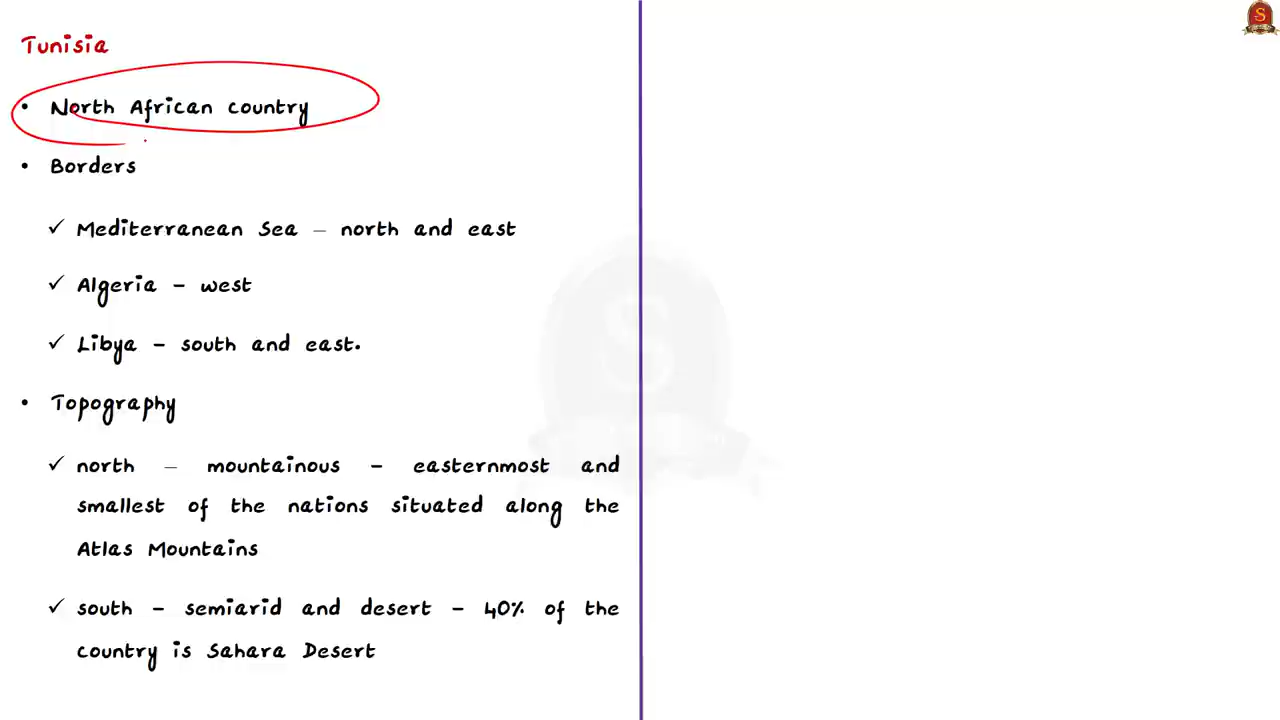 Tunisia
• North African country
• Borders
✓ Mediterranean Sea – north and east
✓ Algeria – west
✓ Libya – south and east.
• Topography
✓ north – mountainous – easternmost and
smallest of the nations situated along the
Atlas Mountains
✓ south – semiarid and desert – 40% of the
country is Sahara Desert
S